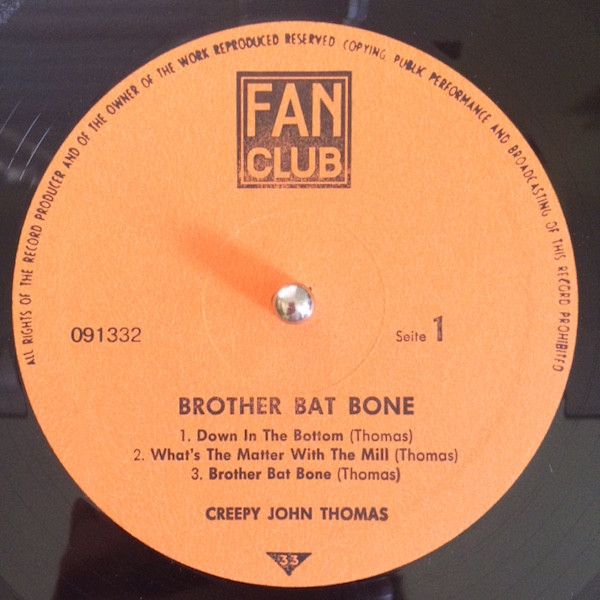 ALL RIGHTS OF THE RECORD PRODUCER AND OF THE OWNER OF THE WORK REPRODUCED RESERVED COPYING, PUBLIC PERFORMANCE AND BROADCASTING OF THIS RECORD PROHIBITED
FAN
CLUB
091332
Seite 1
BROTHER BAT BONE
1. Down In The Bottom (Thomas)
2. What's The Matter With The Mill (Thomas)
3. Brother Bat Bone (Thomas)
CREEPY JOHN THOMAS
33